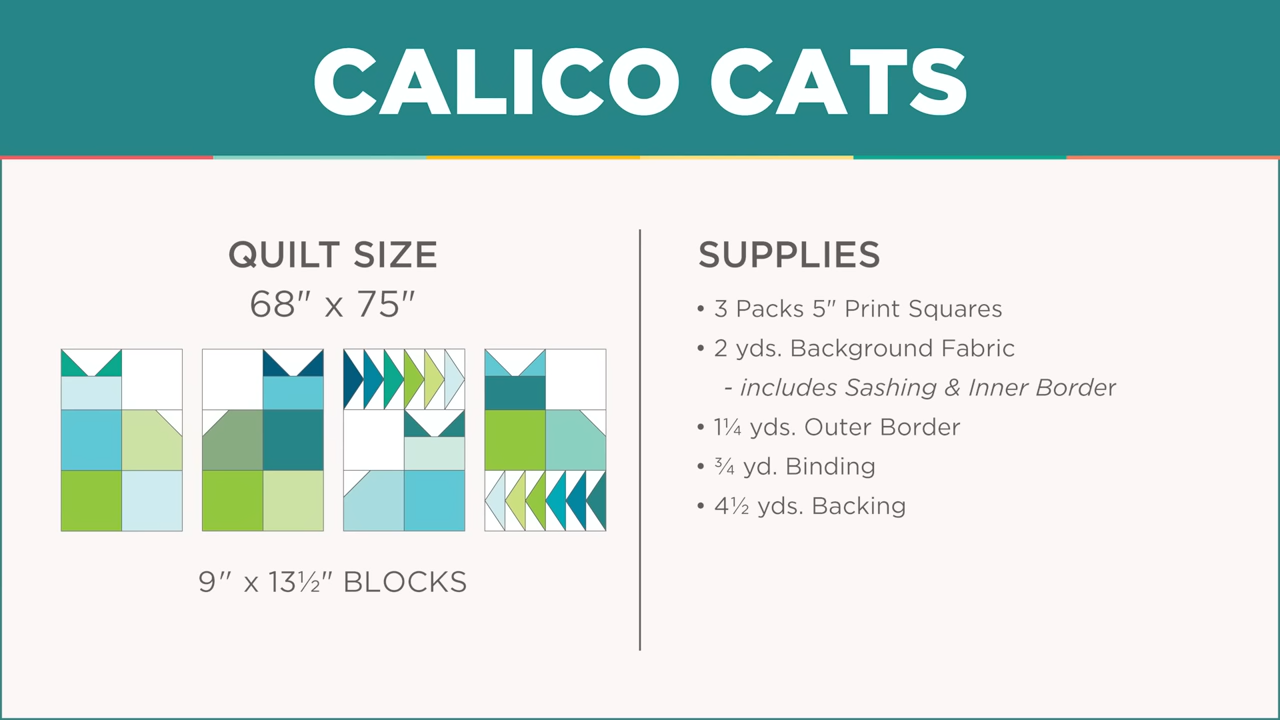 CALICO CATS
QUILT SIZE
68" x 75"
9" x 13½" BLOCKS
SUPPLIES
• 3 Packs 5" Print Squares
• 2 yds. Background Fabric
- includes Sashing & Inner Border
• 1¼ yds. Outer Border
• ¾ yd. Binding
• 4½ yds. Backing